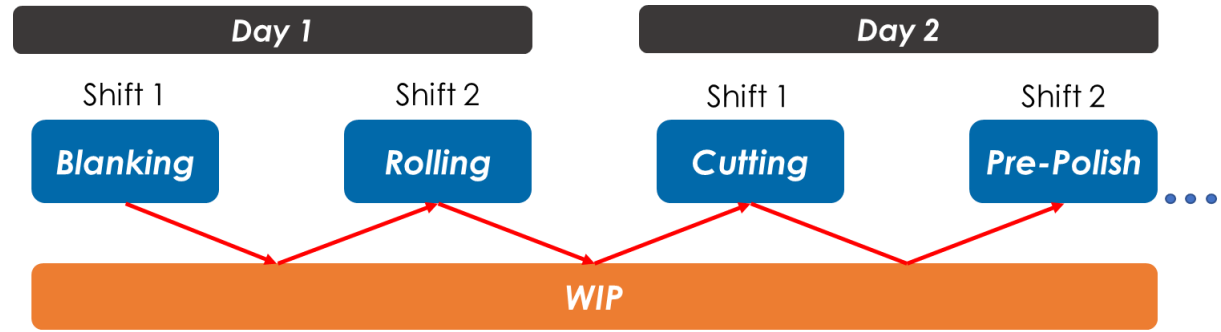 Day 1
Day 2
Shift 1
Shift 2
Shift 1
Shift 2
Blanking
Rolling
Cutting
Pre-Polish
WIP